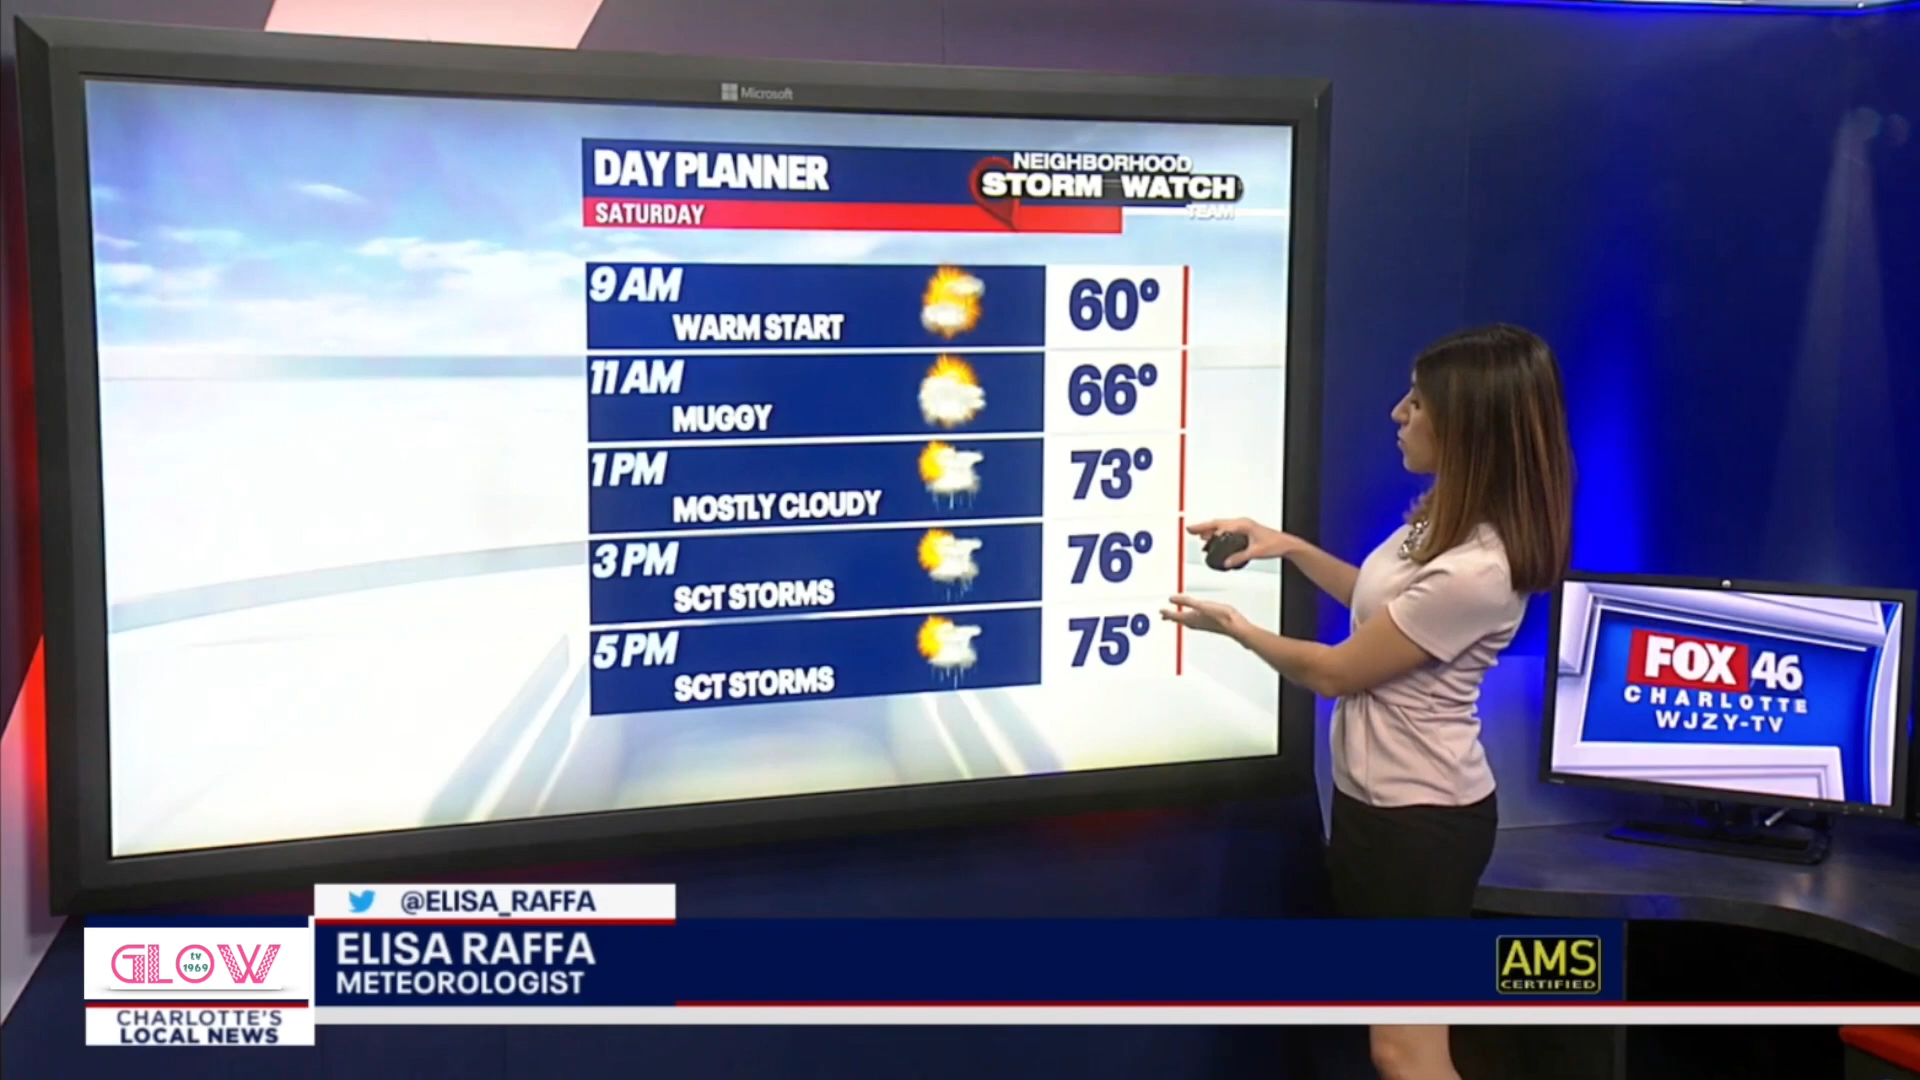 Microsoft
DAY PLANNER
NEIGHBORHOOD
STORM WATCH
TEAM
SATURDAY
9 AM
WARM START
60°
11 AM
MUGGY
66°
1 PM
MOSTLY CLOUDY
73°
3 PM
SCT STORMS
76°
5 PM
SCT STORMS
75°
FOX 46
CHARLOTTE
WJZY-TV
@ELISA_RAFFA
ELISA RAFFA
METEOROLOGIST
AMS
CERTIFIED
GLOW
tv
1969
CHARLOTTE'S
LOCAL NEWS